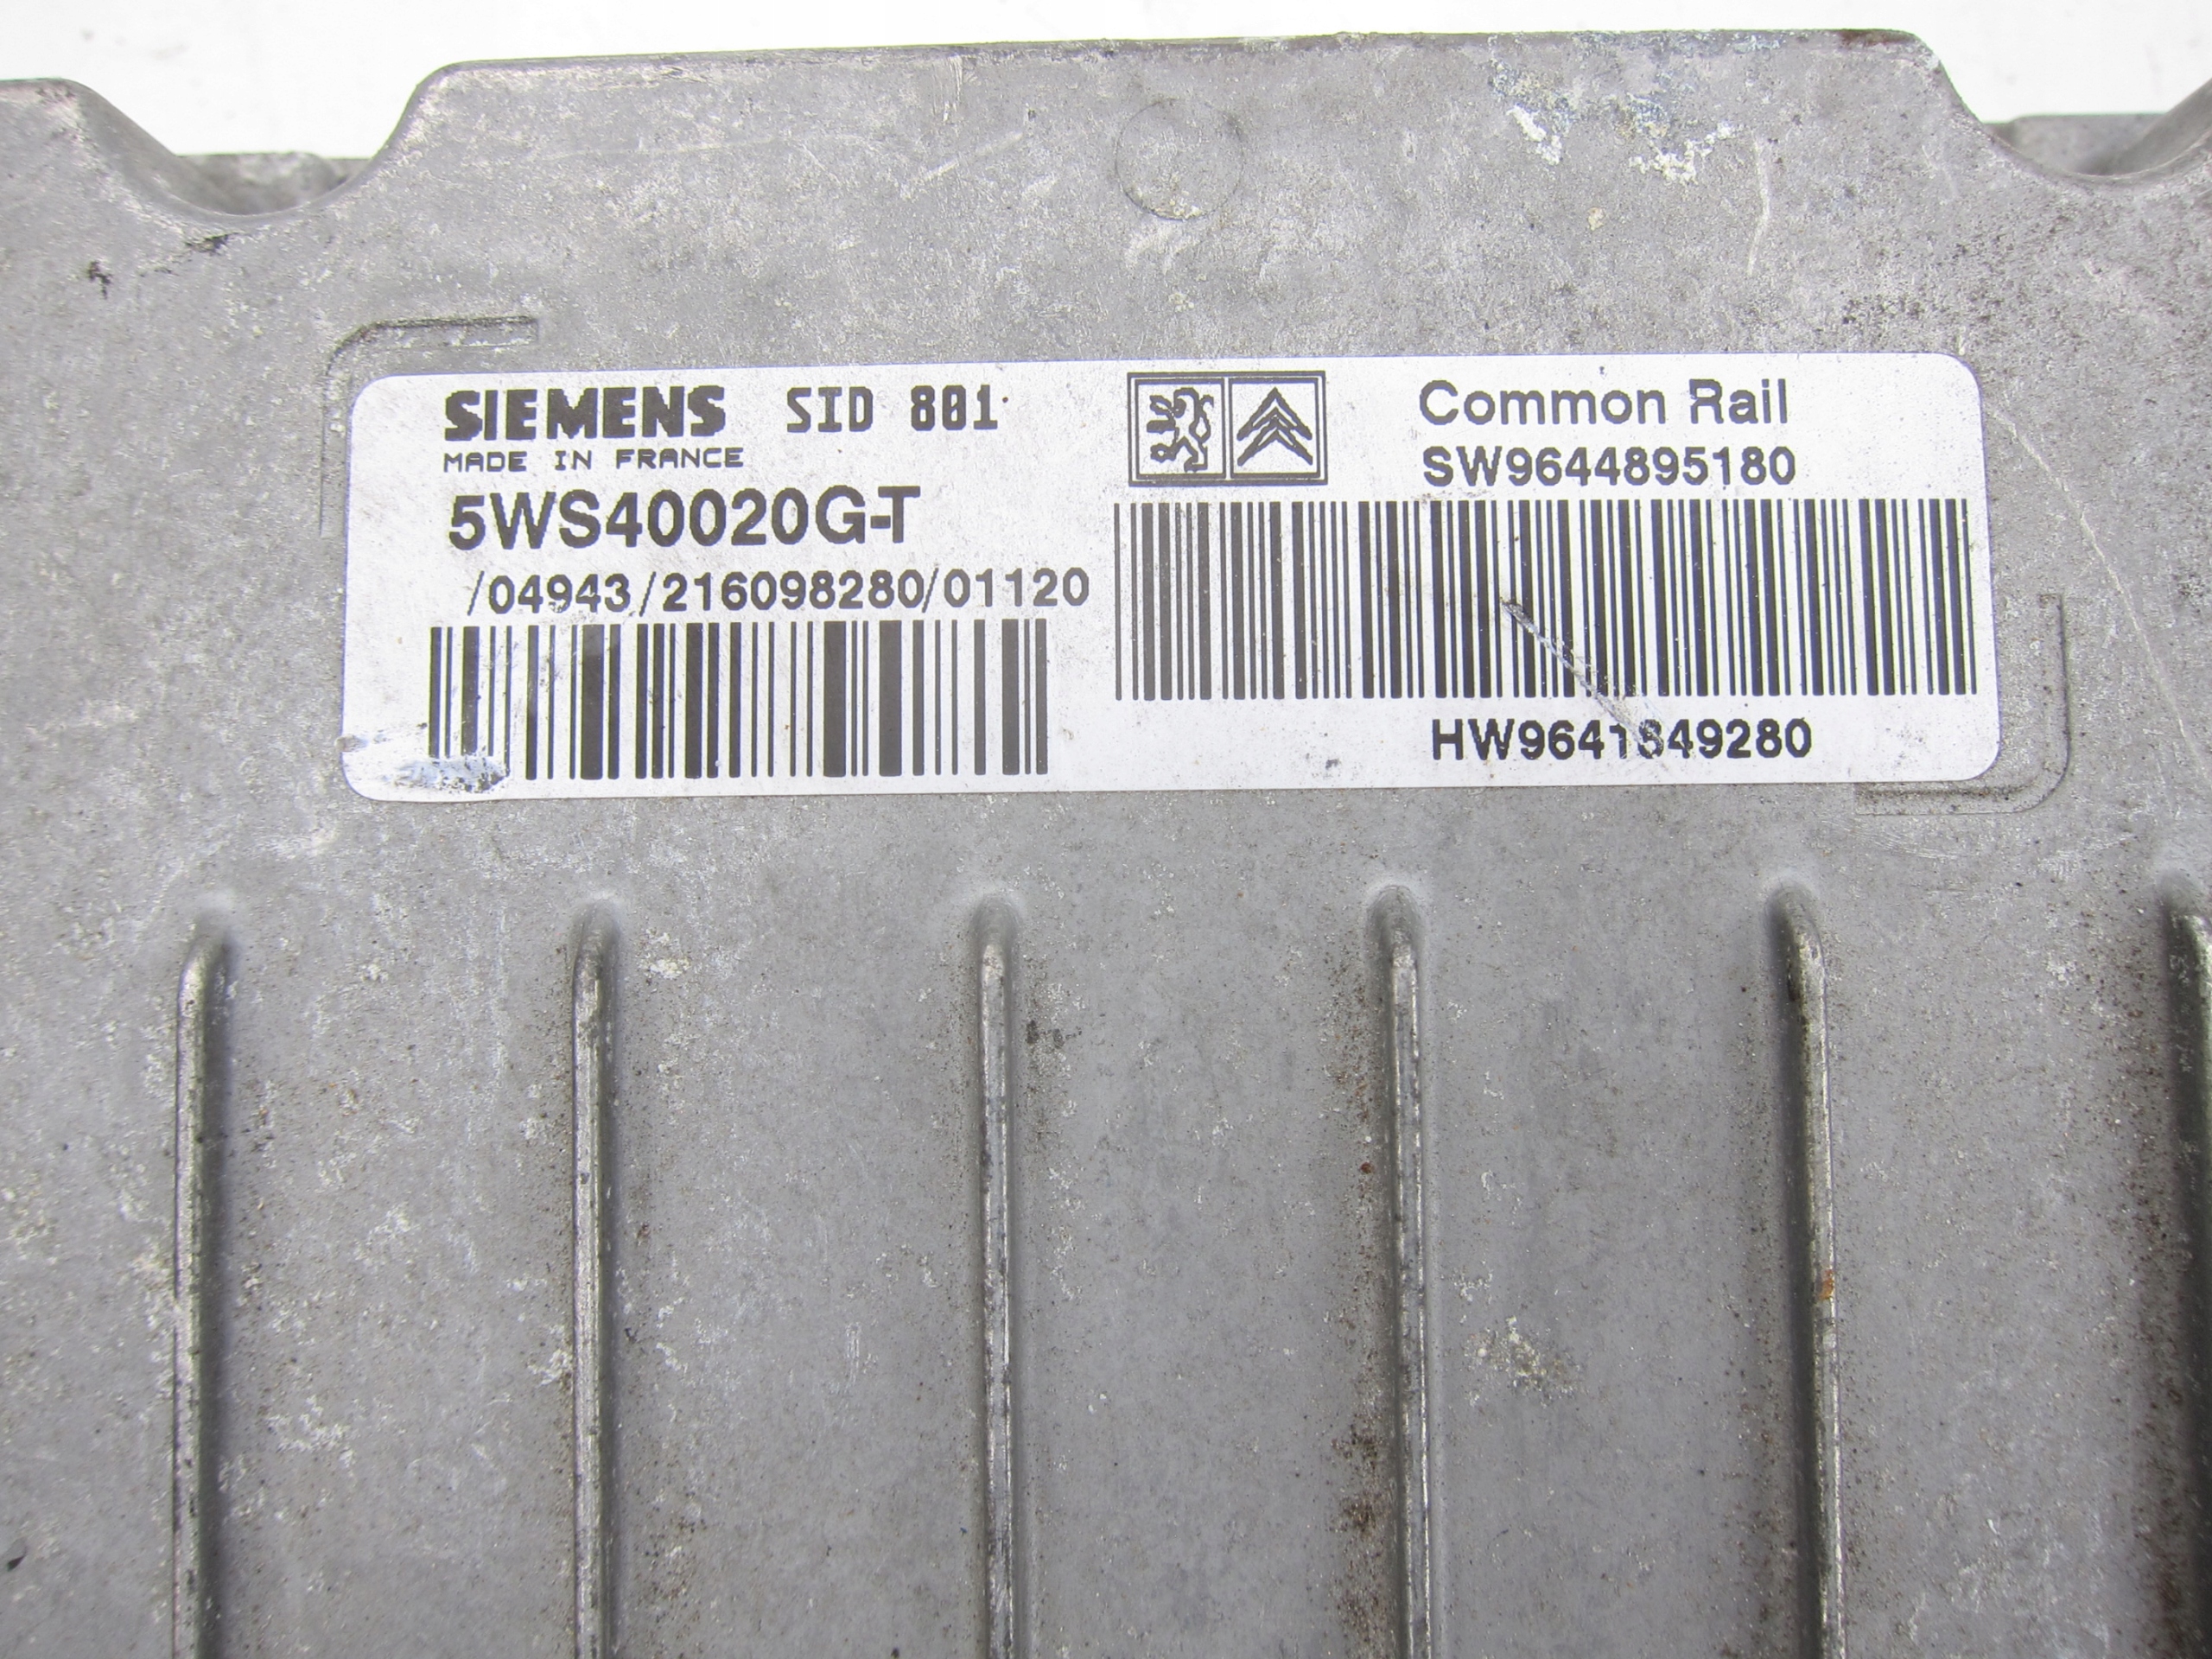 SIEMENS SID 801
MADE IN FRANCE
5WS40020G-T
/04943/216098280/01120
Common Rail
SW9644895180
HW9641849280